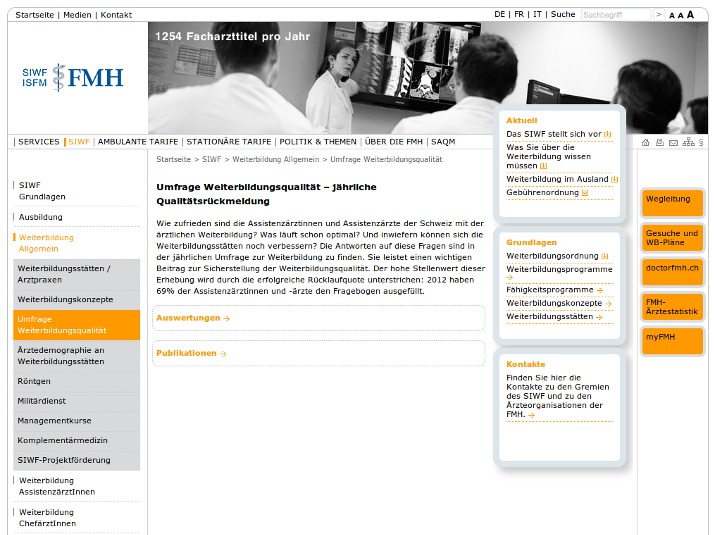 Startseite | Medien | Kontakt
DE | FR | IT | Suche
Suchbegriff
>
A A A
1254 Facharzttitel pro Jahr
SIWF
ISFM
FMH
SERVICES | SIWF | AMBULANTE TARIFE | STATIONÄRE TARIFE | POLITIK & THEMEN | ÜBER DIE FMH | SAQM
Startseite > SIWF > Weiterbildung Allgemein > Umfrage Weiterbildungsqualität
SIWF
Grundlagen
Ausbildung
Weiterbildung
Allgemein
Weiterbildungsstätten /
Arztpraxen
Weiterbildungskonzepte
Umfrage
Weiterbildungsqualität
Ärztedemographie an
Weiterbildungsstätten
Röntgen
Militärdienst
Managementkurse
Komplementärmedizin
SIWF-Projektförderung
Weiterbildung
AssistenzärztInnen
Weiterbildung
ChefärztInnen
Umfrage Weiterbildungsqualität – jährliche
Qualitätsrückmeldung
Wie zufrieden sind die Assistenzärztinnen und Assistenzärzte der Schweiz mit der
ärztlichen Weiterbildung? Was läuft schon optimal? Und inwiefern können sich die
Weiterbildungsstätten noch verbessern? Die Antworten auf diese Fragen sind in
der jährlichen Umfrage zur Weiterbildung zu finden. Sie leistet einen wichtigen
Beitrag zur Sicherstellung der Weiterbildungsqualität. Der hohe Stellenwert dieser
Erhebung wird durch die erfolgreiche Rücklaufquote unterstrichen: 2012 haben
69% der Assistenzärztinnen und -ärzte den Fragebogen ausgefüllt.
Auswertungen
Publikationen
Aktuell
Das SIWF stellt sich vor
Was Sie über die
Weiterbildung wissen
müssen
Weiterbildung im Ausland
Gebührenordnung
Grundlagen
Weiterbildungsordnung
Weiterbildungsprogramme
Fähigkeitsprogramme
Weiterbildungskonzepte
Weiterbildungsstätten
Kontakte
Finden Sie hier die
Kontakte zu den Gremien
des SIWF und zu den
Ärzteorganisationen der
FMH.
§
Wegleitung
Gesuche und
WB-Pläne
doctorfmh.ch
FMH-
Ärztestatistik
myFMH